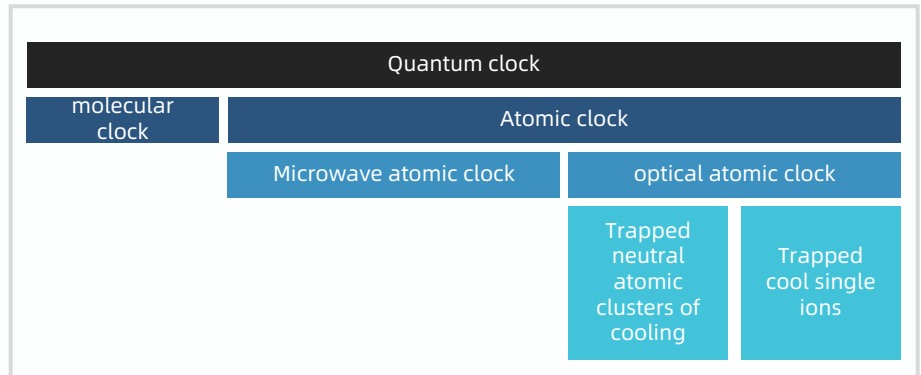 Quantum clock
molecular
clock
Atomic clock
Microwave atomic clock
optical atomic clock
Trapped
neutral
atomic
clusters of
cooling
Trapped
cool single
ions